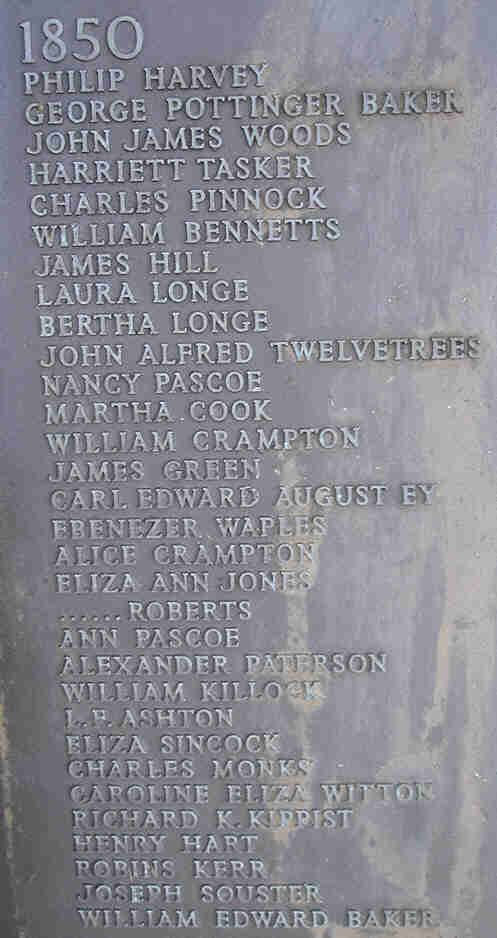 1850
PHILIP HARVEY
GEORGE POTTINGER BAKER
JOHN JAMES WOODS
HARRIETT TASKER
CHARLES PINNOCK
WILLIAM BENNETTS
JAMES HILL
LAURA LONGE
BERTHA LONGE
JOHN ALFRED TWELVETREES
NANCY PASCOE
MARTHA COOK
WILLIAM CRAMPTON
JAMES GREEN
CARL EDWARD AUGUST EY
EBENEZER WAPLES
ALICE CRAMPTON
ELIZA ANN JONES
......ROBERTS
ANN PASCOE
ALEXANDER PATERSON
WILLIAM KILLOCK
ASHTON
ELIZA SINCOCK
CHARLES MONKS
CAROLINE ELIZA WITTON
RICHARD K. KIPPIST
HENRY HART
ROBINS KERR
JOSEPH SOUSTER
WILLIAM EDWARD BAKER